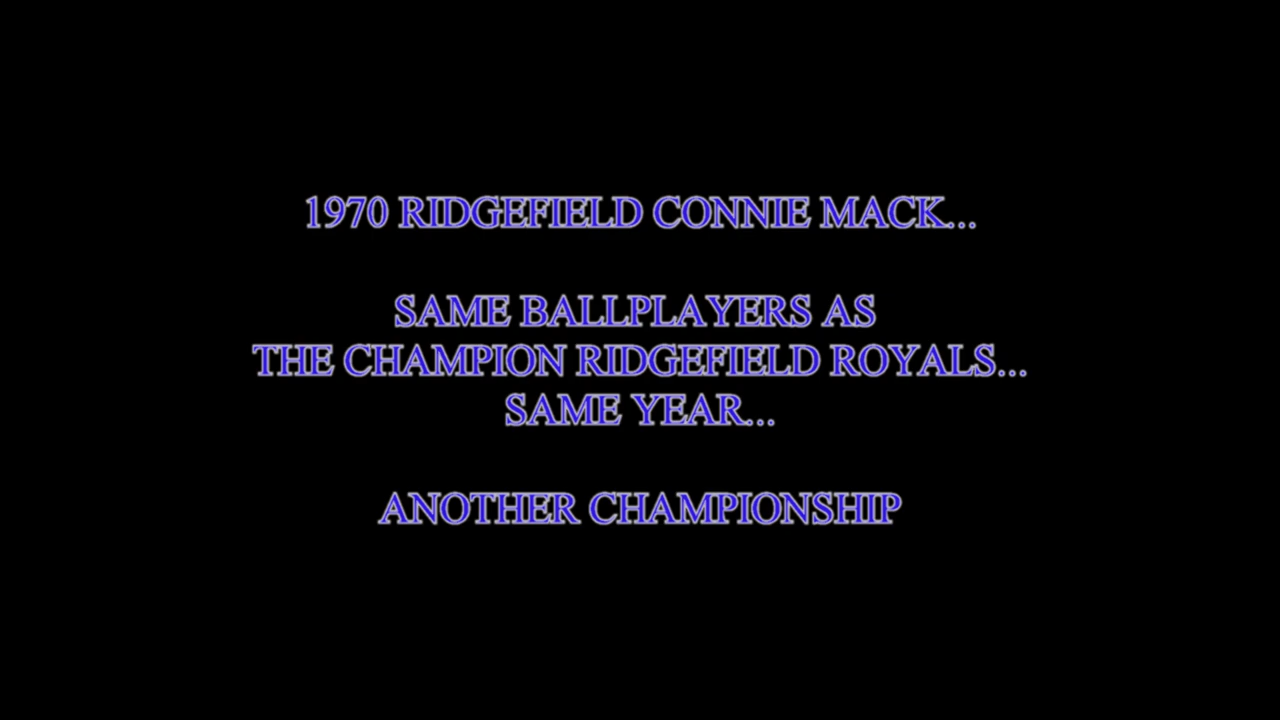 1970 RIDGEFIELD CONNIE MACK...
SAME BALLPLAYERS AS
THE CHAMPION RIDGEFIELD ROYALS...
SAME YEAR...
ANOTHER CHAMPIONSHIP